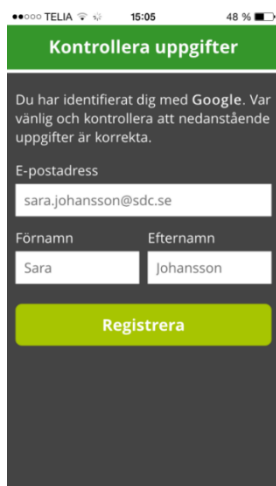 TELIA 15:05 48 %
Kontrollera uppgifter
Du har identifierat dig med Google. Var
vänlig och kontrollera att nedanstående
uppgifter är korrekta.
E-postadress
sara.johansson@sdc.se
Förnamn Efternamn
Sara Johansson
Registrera